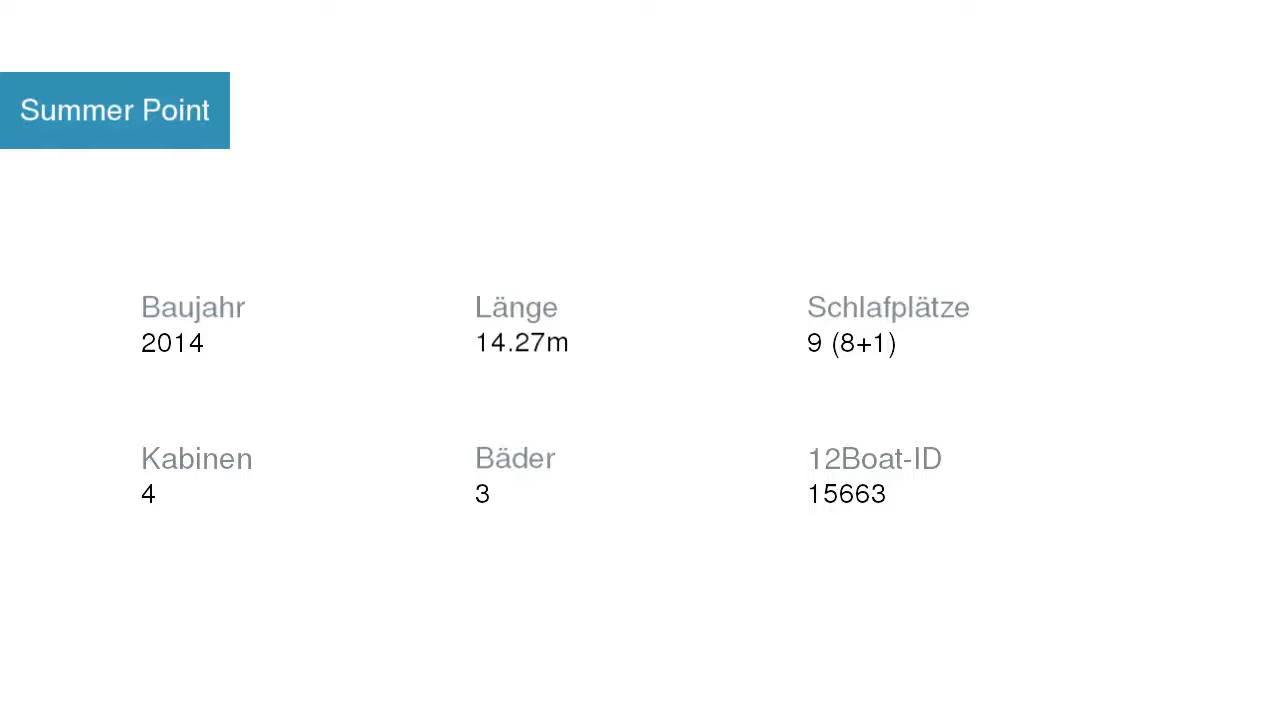 Summer Point
Baujahr
2014
Länge
14.27m
Schlafplätze
9 (8+1)
Kabinen
4
Bäder
3
12Boat-ID
15663